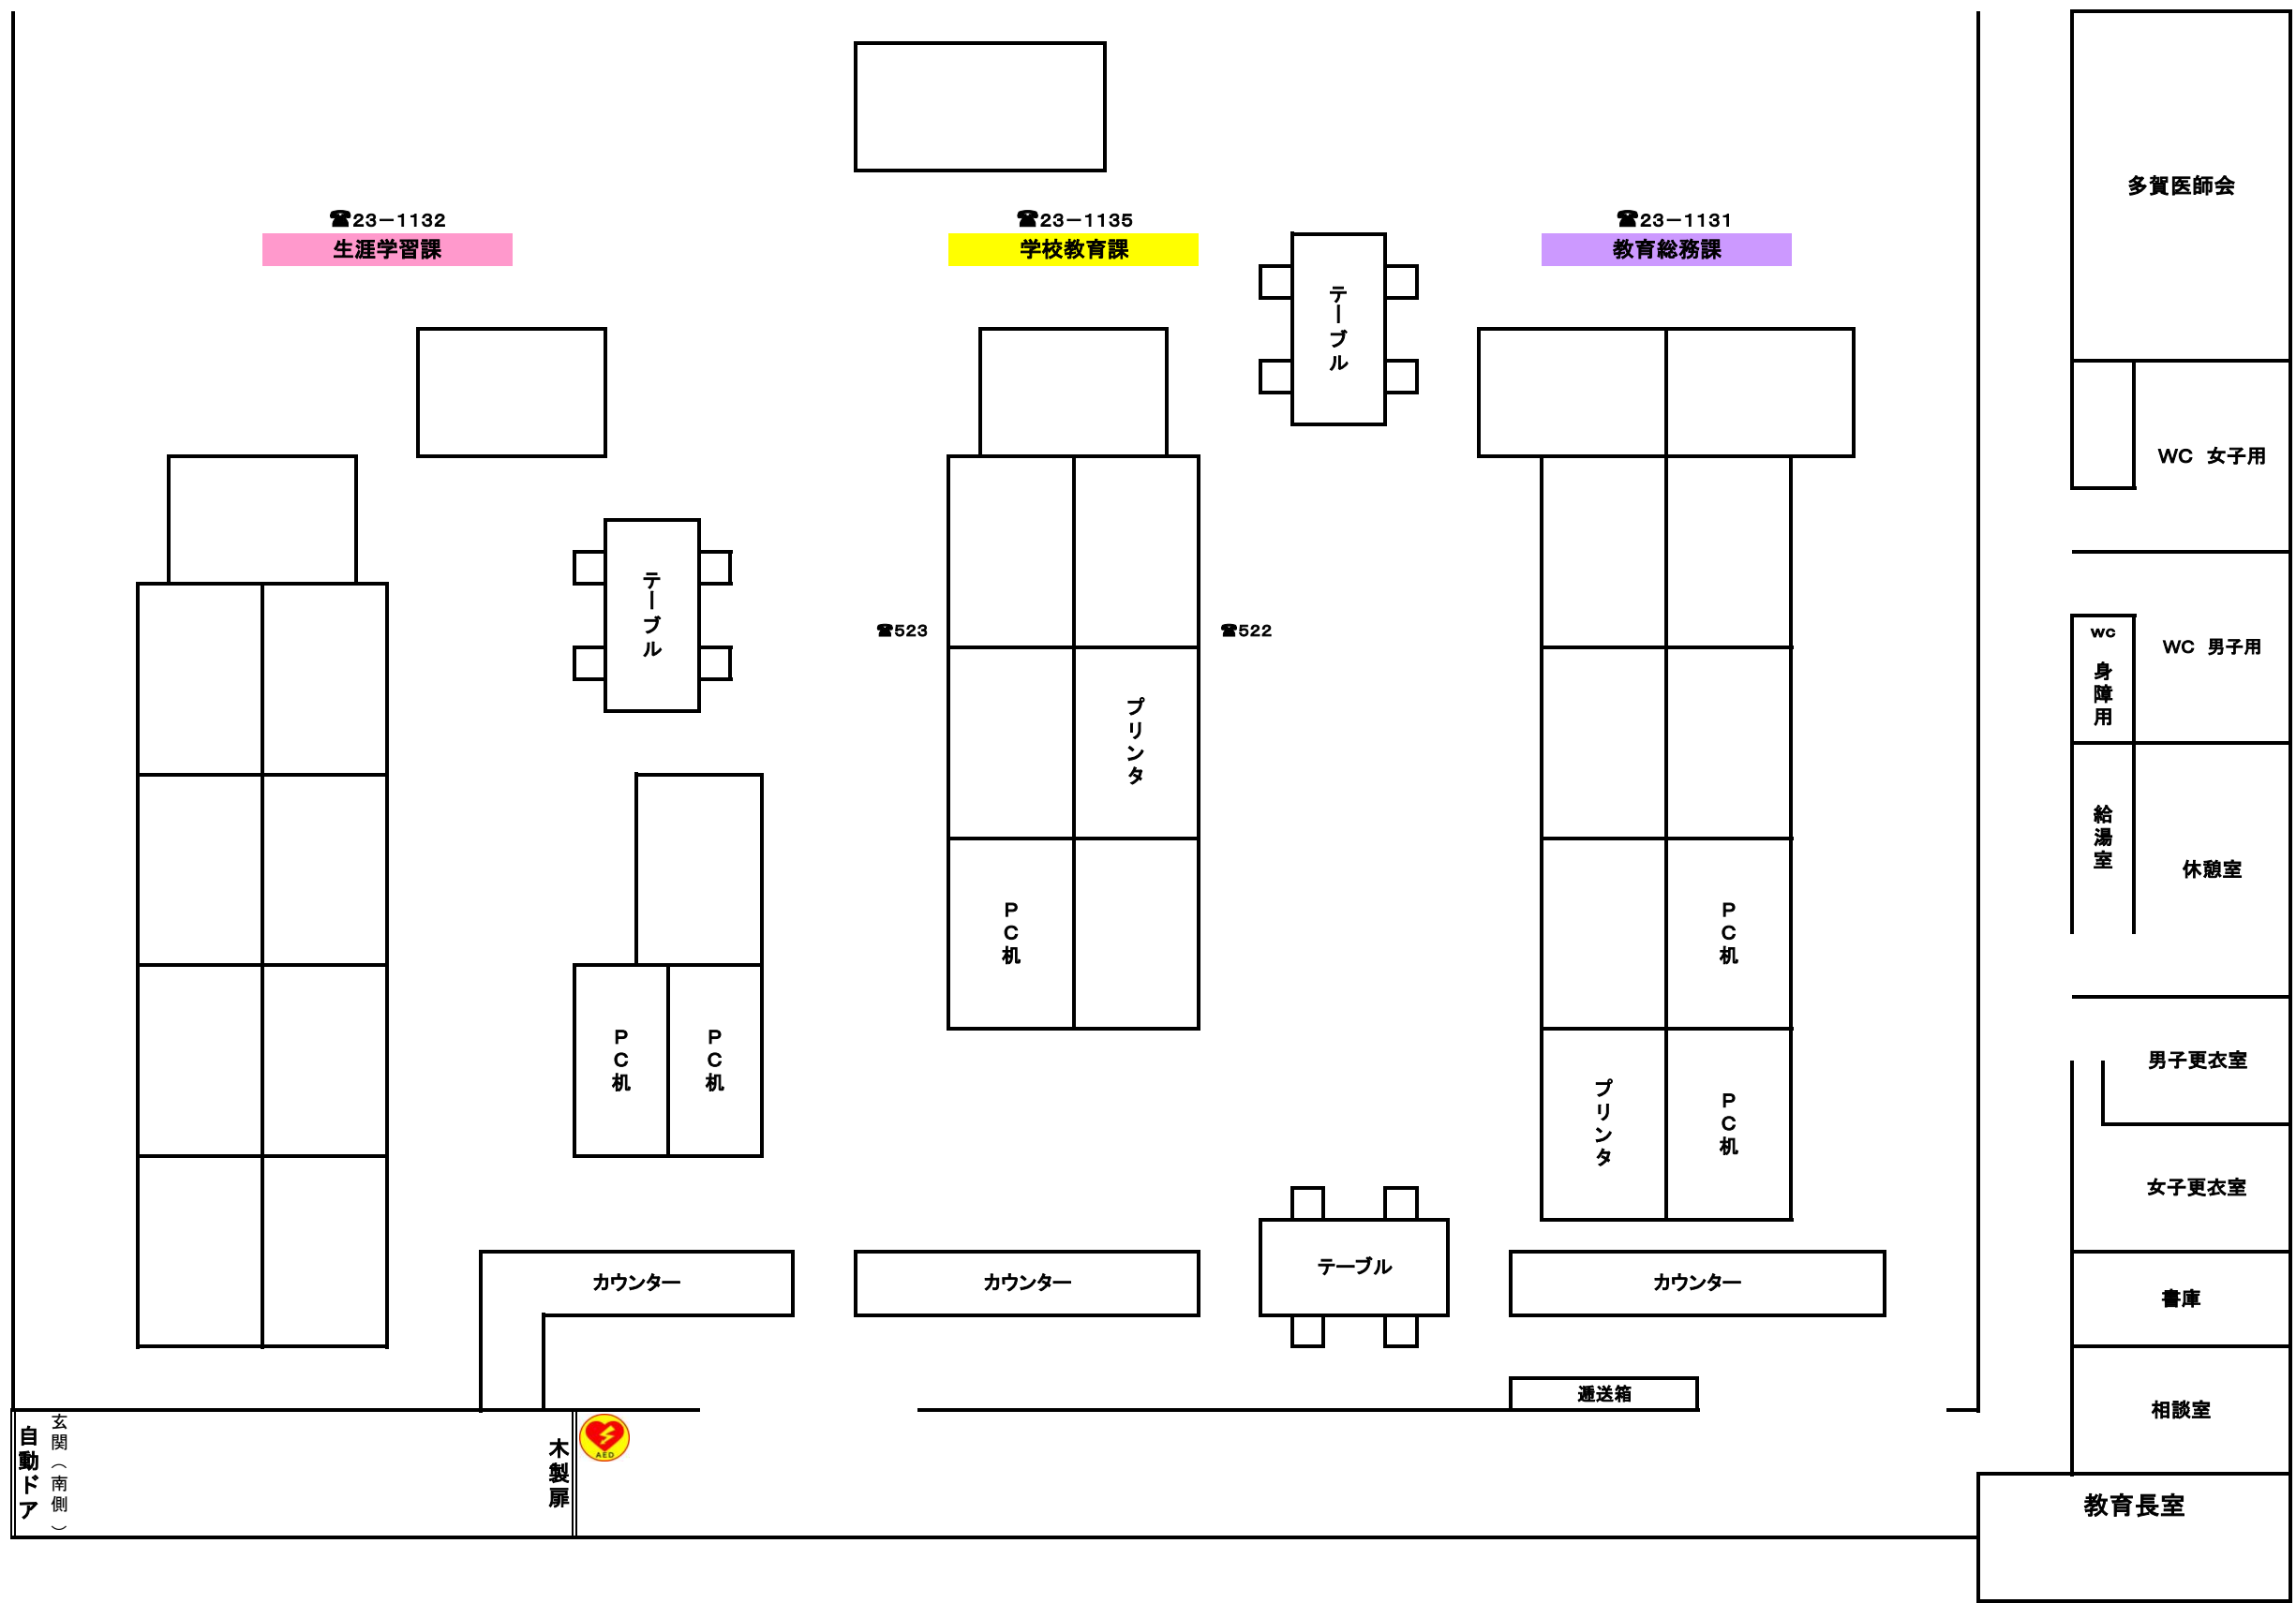 ☎23－1132
生涯学習課
☎23－1135
学校教育課
☎23－1131
教育総務課
テーブル
テーブル
☎523
☎522
プリンタ
PC机
PC机
PC机
PC机
プリンタ
PC机
カウンター
カウンター
テーブル
カウンター
逓送箱
自動ドア
玄関（南側）
木製扉
AED
多賀医師会
WC 女子用
WC 身障用
WC 男子用
給湯室
休憩室
男子更衣室
女子更衣室
書庫
相談室
教育長室